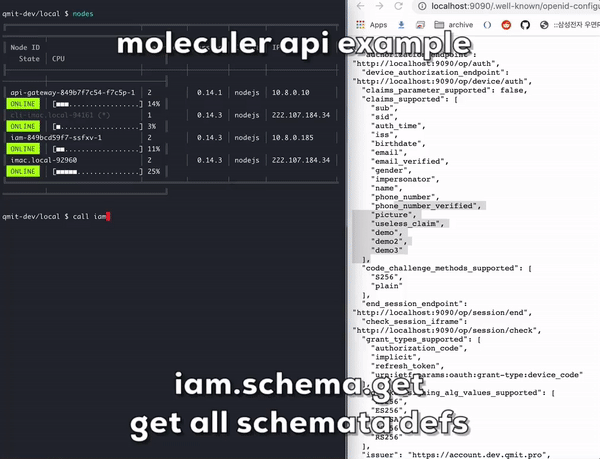 qmit-dev/local $ nodes
Node ID
State | CPU
api-gateway-849b7f7c54-f7c5p-1 | 2 | 0.14.1 | nodejs | 10.8.0.10
ONLINE | [■■■.................] 14%
cli-imac.local-94161 (*) | 1 | 0.14.3 | nodejs | 222.107.184.34
ONLINE | [■...................] 3%
iam-849bcd59f7-ssfxv-1 | 2 | 0.14.3 | nodejs | 10.8.0.185
ONLINE | [■■..................] 11%
imac.local-92960 | 2 | 0.14.3 | nodejs | 222.107.184.34
ONLINE | [■■■■■...............] 25%
qmit-dev/local $ call iam
moleculer api example
iam.schema.get
get all schemata defs
localhost:9090/.well-known/openid-configu
Apps
archive
삼성전자 우먼
"http://localhost:9090/op/auth",
"device_authorization_endpoint":
"http://localhost:9090/op/device/auth",
"claims_parameter_supported": false,
"claims_supported": [
"sub",
"sid",
"auth_time",
"iss",
"birthdate",
"email",
"email_verified",
"gender",
"impersonator",
"name",
"phone_number",
"phone_number_verified",
"picture",
"useless_claim",
"demo",
"demo2",
"demo3"
],
"code_challenge_methods_supported": [
"S256",
"plain"
],
"end_session_endpoint":
"http://localhost:9090/op/session/end",
"check_session_iframe":
"http://localhost:9090/op/session/check",
"grant_types_supported": [
"authorization_code",
"implicit",
"refresh_token",
"urn:ietf:params:oauth:grant-type:device_code"
"ES256",
"RS256"
],
"issuer": "https://account.dev.qmit.pro",